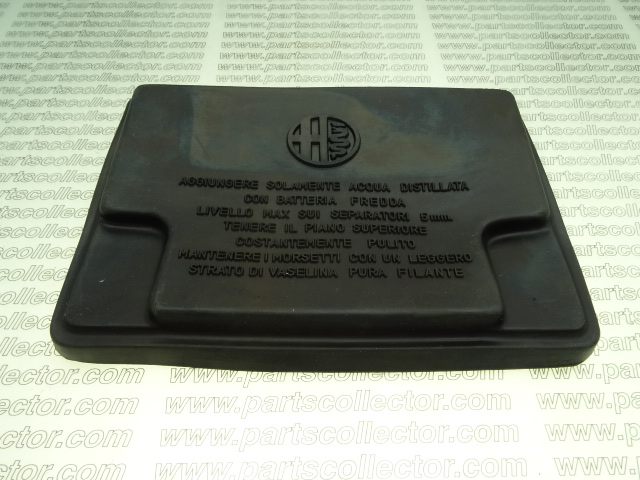 AGGIUNGERE SOLAMENTE ACQUA DISTILLATA
CON BATTERIA FREDDA
LIVELLO MAX SUI SEPARATORI 5mm.
TENERE IL PIANO SUPERIORE
COSTANTEMENTE PULITO
MANTENERE I MORSETTI CON UN LEGGERO
STRATO DI VASELINA PURA FILANTE
www.partscollector.com